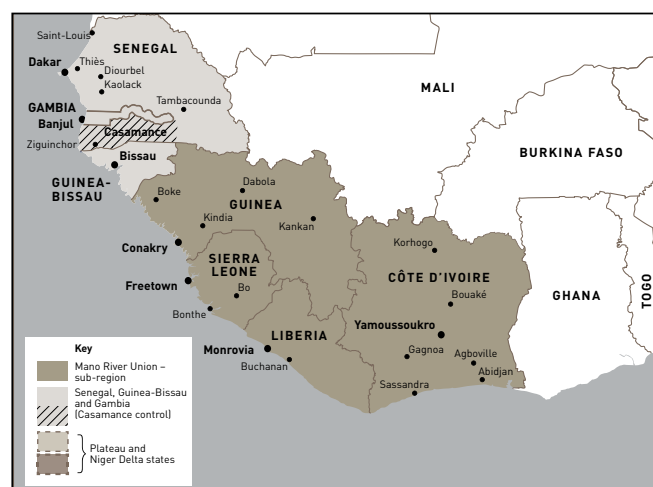 Saint-Louis
SENEGAL
Dakar
Thiès
Diourbel
Kaolack
MALI
Tambacounda
GAMBIA
Banjul
Casamance
Ziguinchor
Bissau
BURKINA FASO
GUINEA-
BISSAU
Dabola
Boke
GUINEA
Kindia
Kankan
Conakry
Korhogo
SIERRA
LEONE
CÔTE D'IVOIRE
Freetown
Bo
Bouaké
GHANA
TOGO
Bonthe
LIBERIA
Yamoussoukro
Monrovia
Gagnoa
Agboville
Buchanan
Abidjan
Sassandra
Key
Mano River Union –
sub-region
Senegal, Guinea-Bissau
and Gambia
(Casamance control)
Plateau and
Niger Delta states